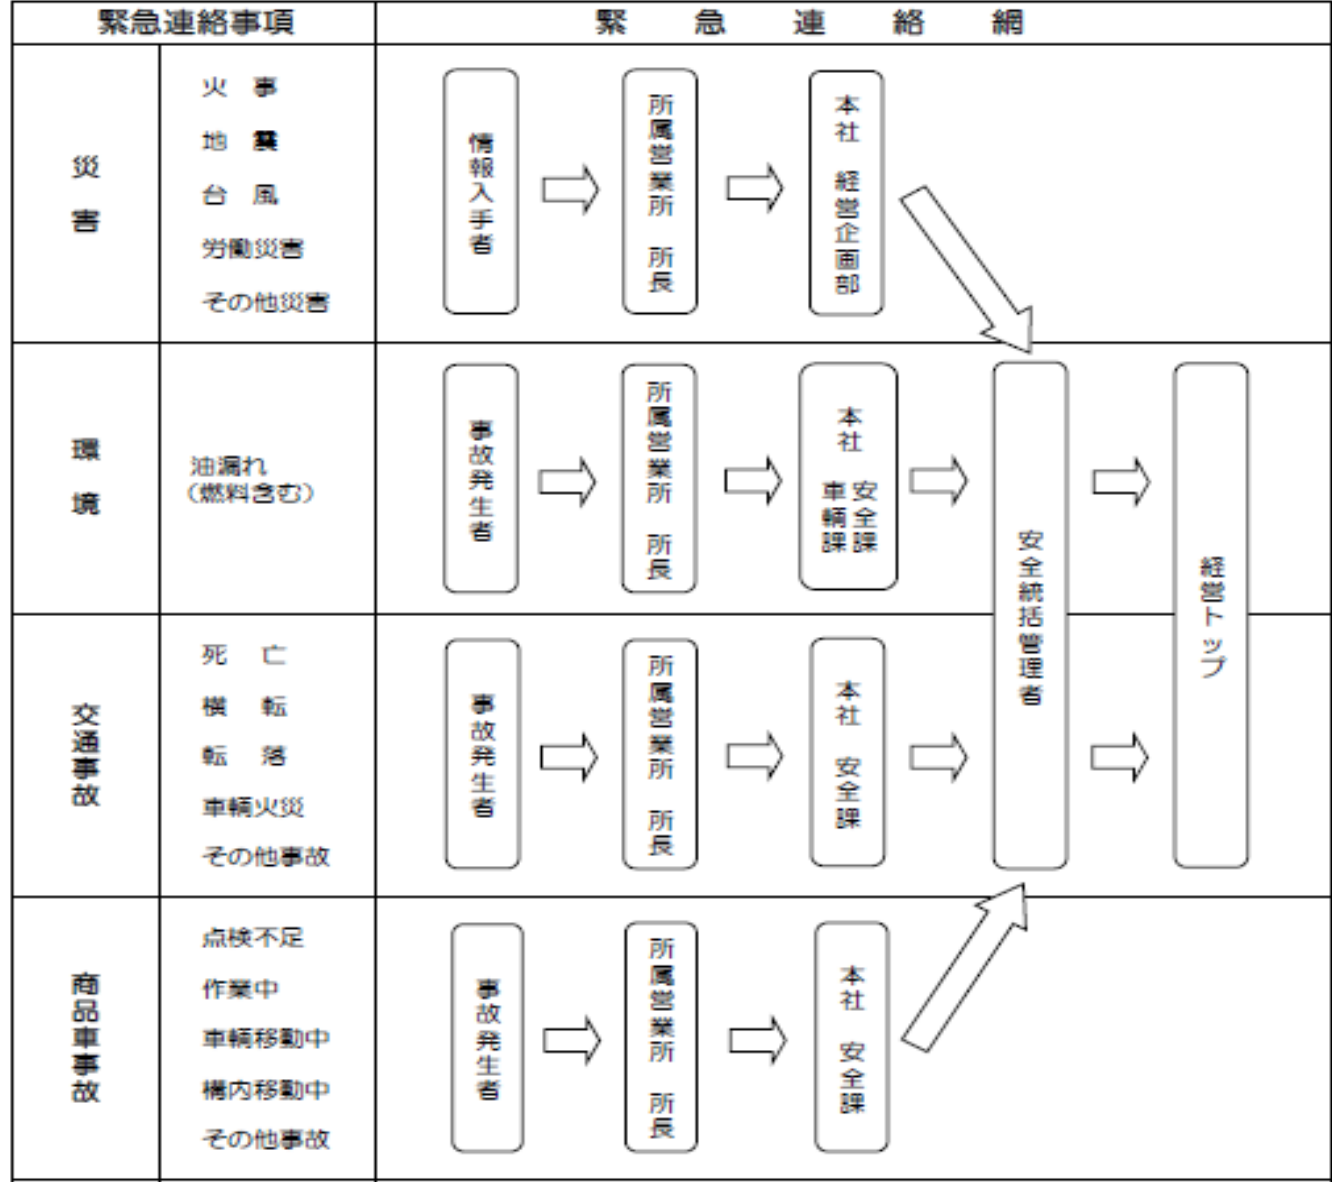 緊急連絡事項
緊急連絡網
災害
火事
地震
台風
労働災害
その他災害
情報入手者
所属営業所 所長
本社 経営企画部
環境
油漏れ
（燃料含む）
事故発生者
所属営業所 所長
本社 安全課
車輌課
安全統括管理者
経営トップ
交通事故
死亡
横転
転落
車輌火災
その他事故
事故発生者
所属営業所 所長
本社 安全課
商品車事故
点検不足
作業中
車輌移動中
構内移動中
その他事故
事故発生者
所属営業所 所長
本社 安全課